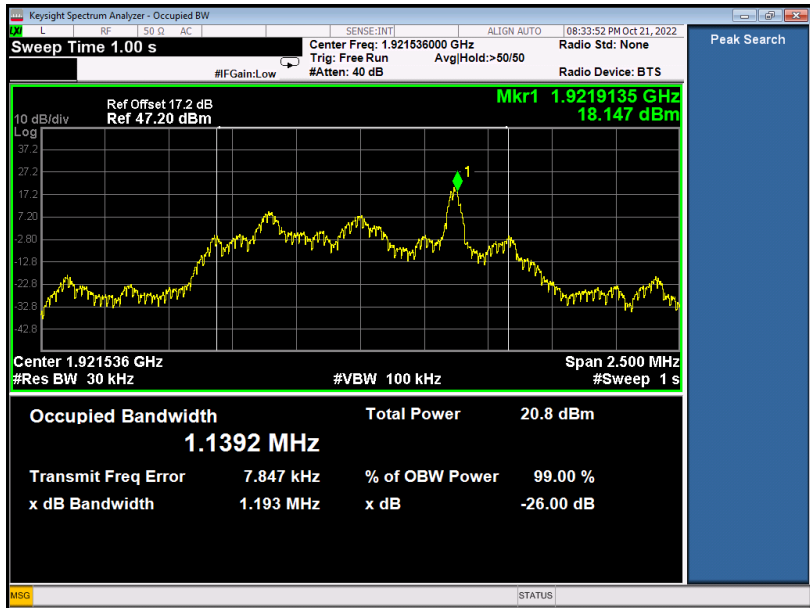 Keysight Spectrum Analyzer - Occupied BW
LXI L RF 50 Ω AC SENSE:INT ALIGN AUTO 08:33:52 PM Oct 21, 2022
Sweep Time 1.00 s
Center Freq: 1.921536000 GHz Radio Std: None
Trig: Free Run Avg|Hold:>50/50
#IFGain:Low #Atten: 40 dB Radio Device: BTS
Peak Search
Mkr1 1.9219135 GHz
18.147 dBm
Ref Offset 17.2 dB
10 dB/div Ref 47.20 dBm
Log
37.2
27.2
1
17.2
7.20
-2.80
-12.8
-22.8
-32.8
-42.8
Center 1.921536 GHz Span 2.500 MHz
#Res BW 30 kHz #VBW 100 kHz #Sweep 1 s
Occupied Bandwidth Total Power 20.8 dBm
1.1392 MHz
Transmit Freq Error 7.847 kHz % of OBW Power 99.00 %
x dB Bandwidth 1.193 MHz x dB -26.00 dB
MSG STATUS